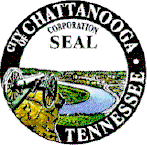 CITY OF
CHATTANOOGA
CORPORATION
SEAL
TENNESSEE